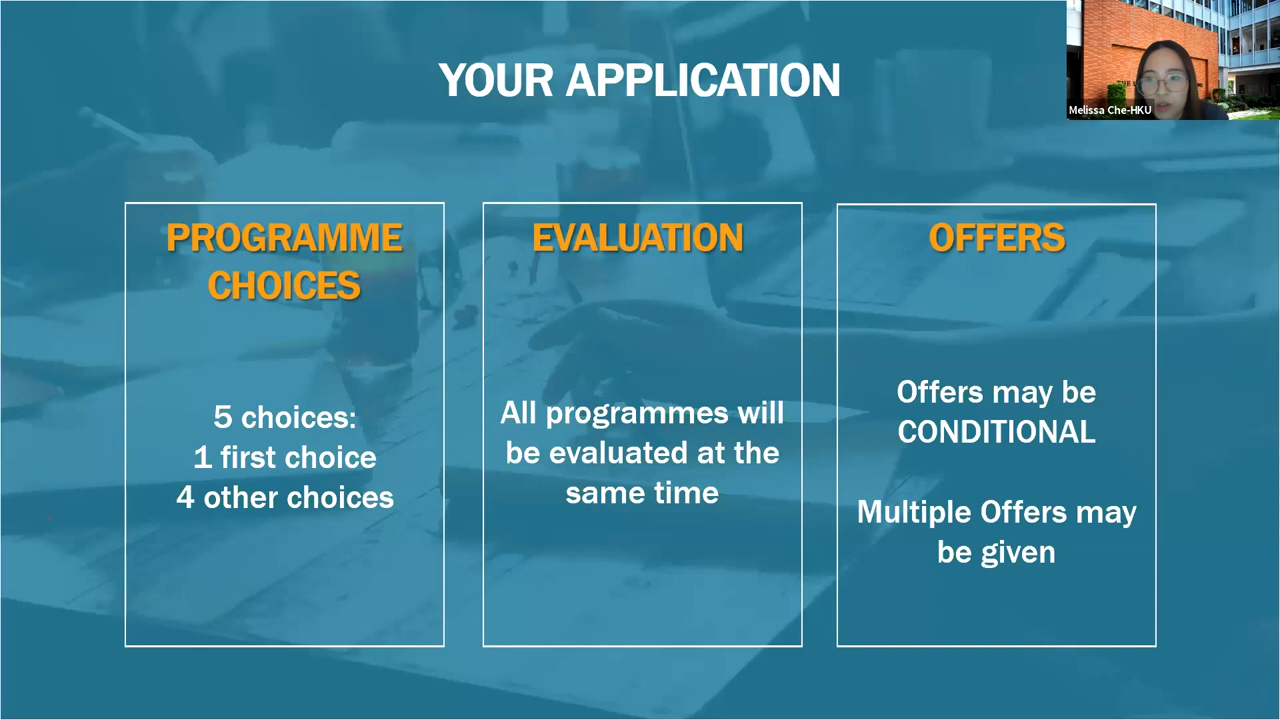 YOUR APPLICATION
Melissa Che-HKU
PROGRAMME
CHOICES
5 choices:
1 first choice
4 other choices
EVALUATION
All programmes will
be evaluated at the
same time
OFFERS
Offers may be
CONDITIONAL
Multiple Offers may
be given